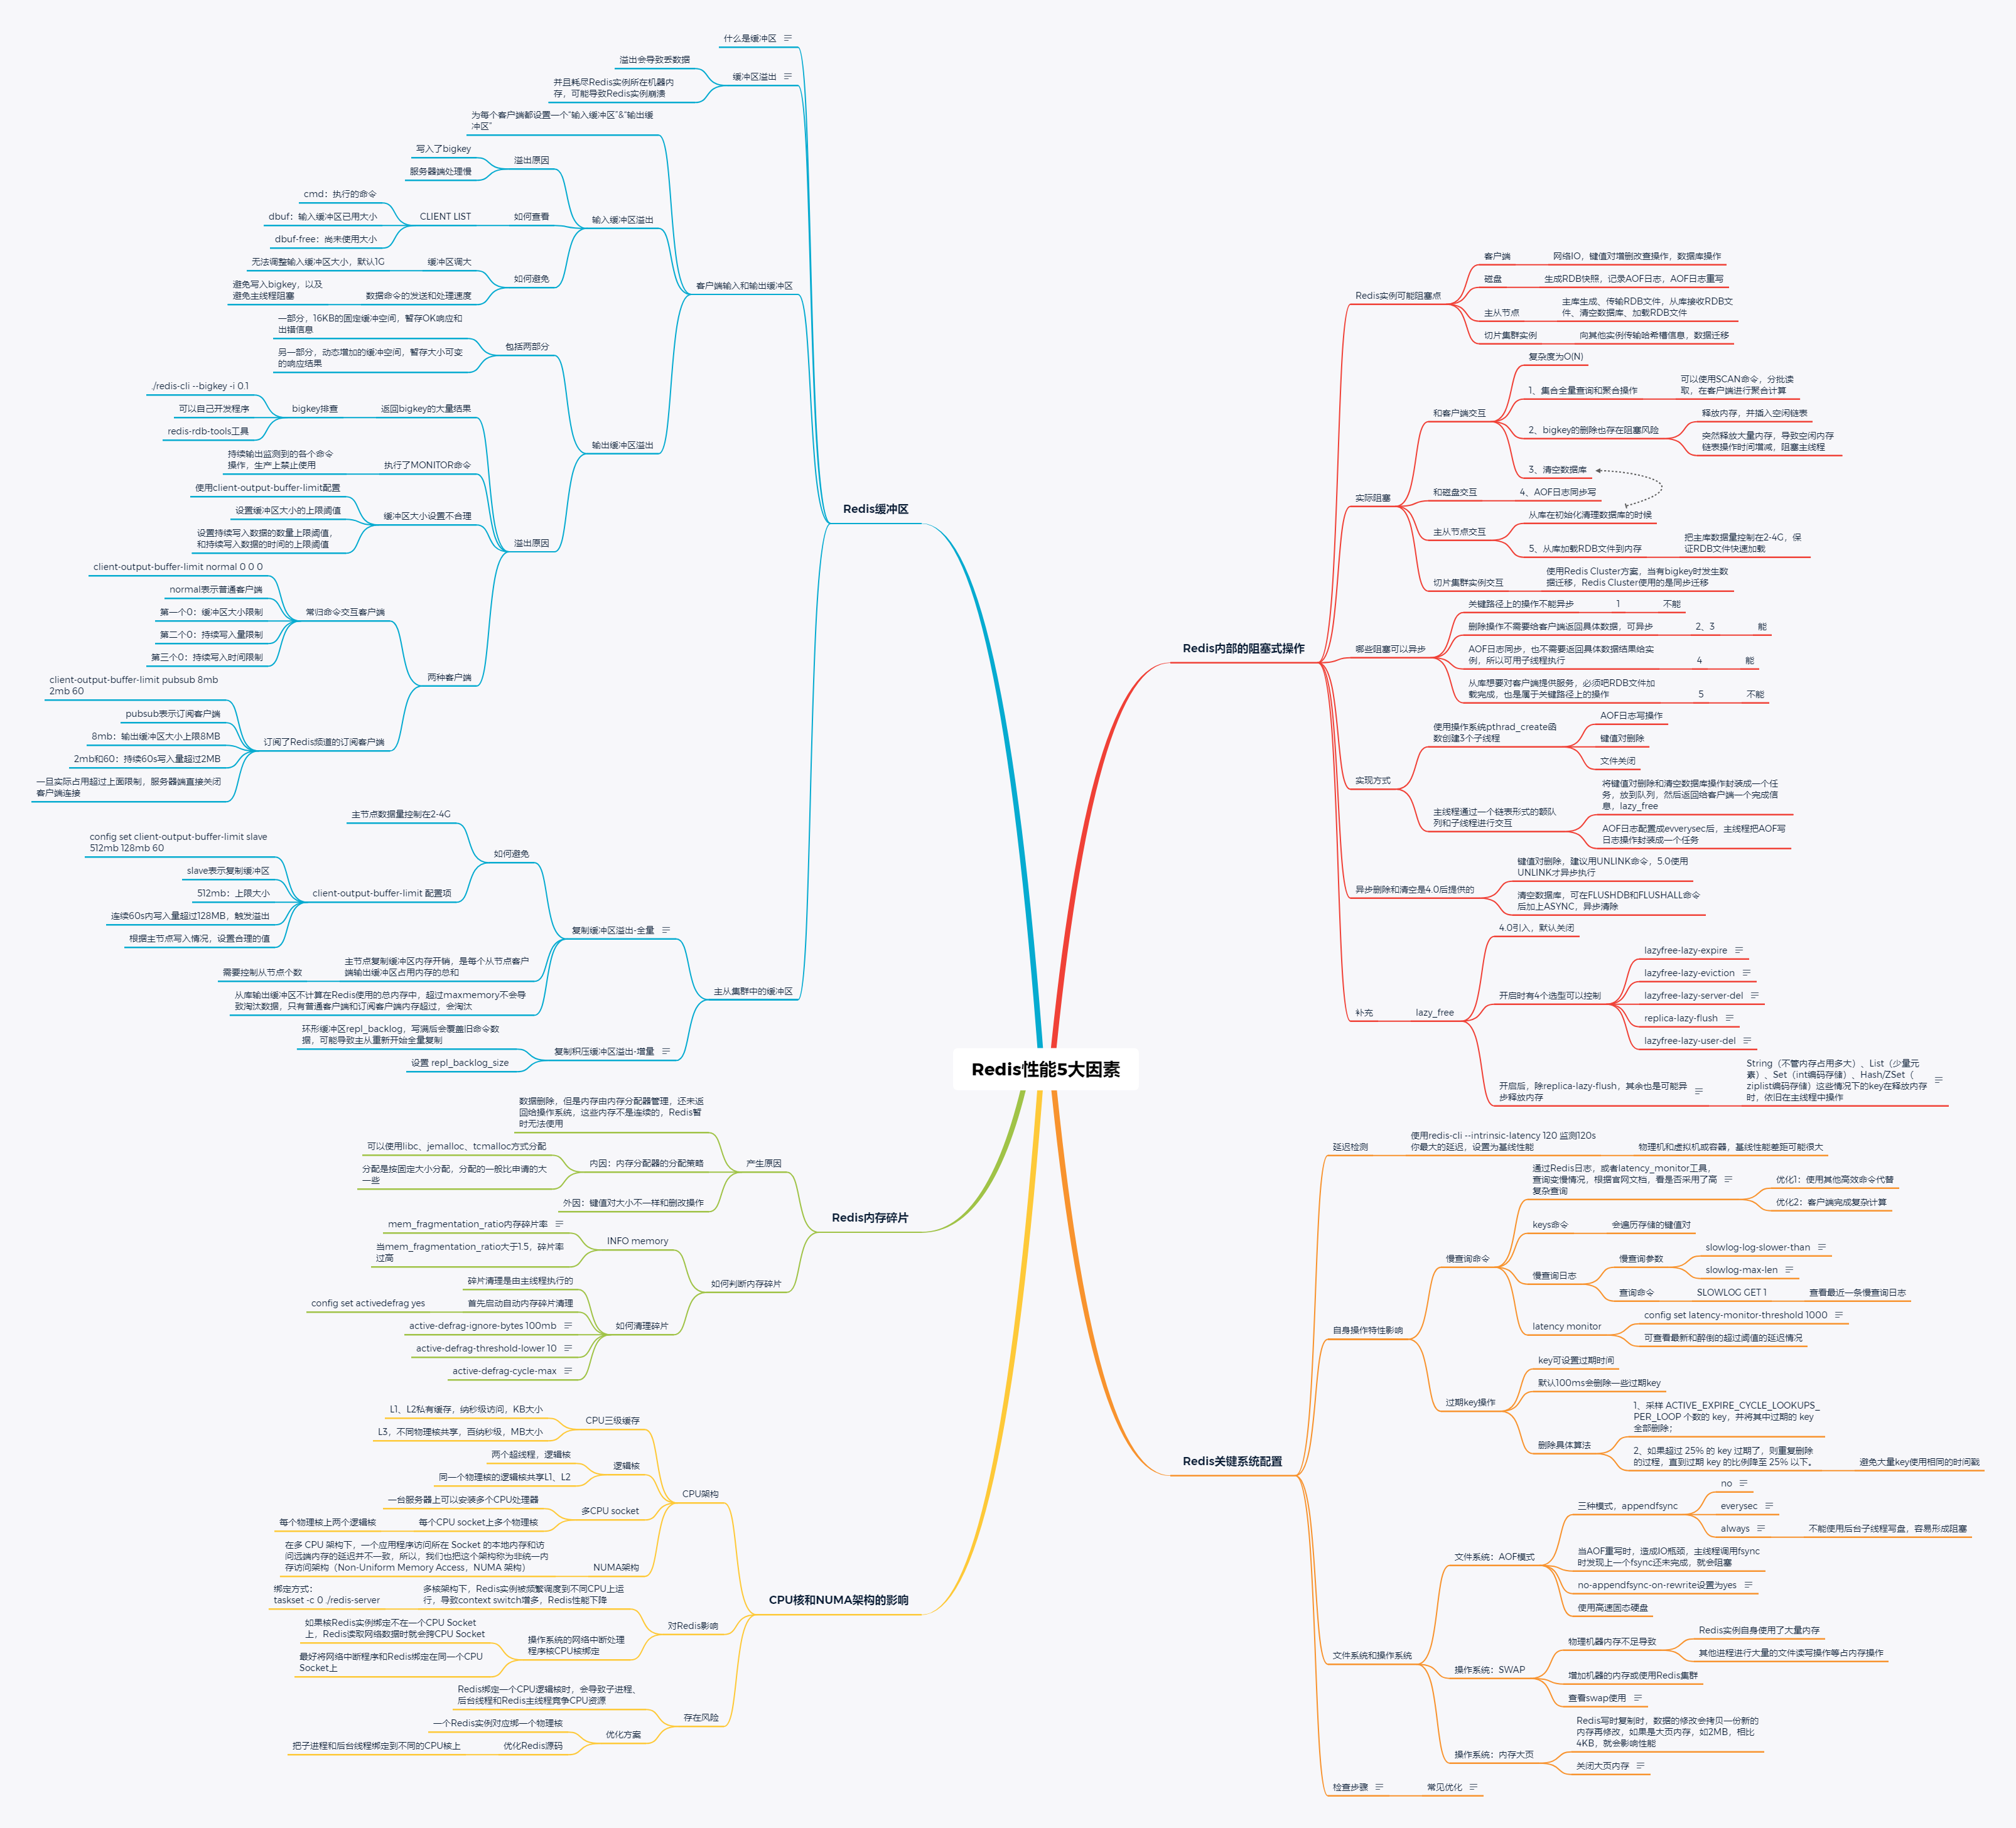 Redis性能5大因素
Redis内部的阻塞式操作
Redis实例可能阻塞点
客户端
网络IO，键值对增删改查操作，数据库操作
磁盘
生成RDB快照，记录AOF日志，AOF日志重写
主从节点
主库生成、传输RDB文件，从库接收RDB文
件、清空数据库、加载RDB文件
切片集群实例
向其他实例传输哈希槽信息，数据迁移
实际阻塞
和客户端交互
复杂度为O(N)
1、集合全量查询和聚合操作
可以使用SCAN命令，分批读
取，在客户端进行聚合计算
2、bigkey的删除也存在阻塞风险
释放内存，并插入空闲链表
突然释放大量内存，导致空闲内存
链表操作时间增减，阻塞主线程
3、清空数据库
和磁盘交互
4、AOF日志同步写
主从节点交互
从库在初始化清理数据库的时候
5、从库加载RDB文件到内存
把主库数据量控制在2-4G，保
证RDB文件快速加载
切片集群实例交互
使用Redis Cluster方案，当有bigkey时发生数
据迁移，Redis Cluster使用的是同步迁移
哪些阻塞可以异步
关键路径上的操作不能异步
1
不能
删除操作不需要给客户端返回具体数据，可异步
2、3
能
AOF日志同步，也不需要返回具体数据结果给实
例，所以可用子线程执行
4
能
从库想要对客户端提供服务，必须吧RDB文件加
载完成、也是属于关键路径上的操作
5
不能
实现方式
使用操作系统pthrad_create函
数创建3个子线程
AOF日志写操作
键值对删除
文件关闭
主线程通过一个链表形式的额队
列和子线程进行交互
将键值对删除和清空数据库操作封装成一个任
务，放到队列，然后返回给客户端一个完成信
息，lazy_free
AOF日志配置成evverysec后，主线程把AOF写
日志操作封装成一个任务
异步删除和清空是4.0后提供的
键值对删除，建议用UNLINK命令，5.0使用
UNLINK才异步执行
清空数据库，可在FLUSHDB和FLUSHALL命令
后加上ASYNC，异步清除
补充
lazy_free
4.0引入，默认关闭
开启时有4个选型可以控制
lazyfree-lazy-expire
lazyfree-lazy-eviction
lazyfree-lazy-server-del
replica-lazy-flush
lazyfree-lazy-user-del
开启后，除replica-lazy-flush，其余也是可能异
步释放内存
String（不管内存占用多大）、List（少量元
素）、Set（int编码存储）、Hash/ZSet（
ziplist编码存储）这些情况下的key在释放内存
时，依旧在主线程中操作
Redis关键系统配置
延迟检测
使用redis-cli --intrinsic-latency 120 监测120s
你最大的延迟，设置为基线性能
物理机和虚拟机或容器，基线性能差距可能很大
自身操作特性影响
慢查询命令
通过Redis日志，或者latency_monitor工具，
查询变慢情况，根据官网文档，看是否采用了高
复杂查询
优化1：使用其他高效命令代替
优化2：客户端完成复杂计算
keys命令
会遍历存储的键值对
慢查询日志
慢查询参数
slowlog-log-slower-than
slowlog-max-len
查询命令
SLOWLOG GET 1
查看最近一条慢查询日志
latency monitor
config set latency-monitor-threshold 1000
可查看最新和醉倒的超过阈值的延迟情况
过期key操作
key可设置过期时间
默认100ms会删除一些过期key
删除具体算法
1、采样 ACTIVE_EXPIRE_CYCLE_LOOKUPS_
PER_LOOP 个数的 key，并将其中过期的 key
全部删除；
2、如果超过 25% 的 key 过期了，则重复删除
的过程，直到过期 key 的比例降至 25% 以下。
避免大量key使用相同的时间戳
文件系统和操作系统
文件系统：AOF模式
三种模式，appendfsync
no
everysec
always
不能使用后台子线程写盘，容易形成阻塞
当AOF重写时，造成IO瓶颈，主线程调用fsync
时发现上一个fsync还未完成，就会阻塞
no-appendfsync-on-rewrite设置为yes
使用高速固态硬盘
操作系统：SWAP
物理机器内存不足导致
Redis实例自身使用了大量内存
其他进程进行大量的文件读写操作等占内存操作
增加机器的内存或使用Redis集群
查看swap使用
操作系统：内存大页
Redis写时复制时，数据的修改会拷贝一份新的
内存再修改，如果是大页内存，如2MB，相比
4KB，就会影响性能
关闭大页内存
检查步骤
常见优化
Redis缓冲区
什么是缓冲区
缓冲区溢出
溢出会导致丢数据
并且耗尽Redis实例所在机器内
存，可能导致Redis实例崩溃
客户端输入和输出缓冲区
为每个客户端都设置一个“输入缓冲区”&“输出缓
冲区”
输入缓冲区溢出
溢出原因
写入了bigkey
服务器端处理慢
如何查看
CLIENT LIST
cmd：执行的命令
dbuf：输入缓冲区已用大小
dbuf-free：尚未使用大小
如何避免
缓冲区调大
无法调整输入缓冲区大小，默认1G
数据命令的发送和处理速度
避免写入bigkey，以及
避免主线程阻塞
输出缓冲区溢出
包括两部分
一部分，16KB的固定缓冲空间，暂存OK响应和
出错信息
另一部分，动态增加的缓冲空间，暂存大小可变
的响应结果
溢出原因
返回bigkey的大量结果
bigkey排查
./redis-cli --bigkey -i 0.1
可以自己开发程序
redis-rdb-tools工具
执行了MONITOR命令
持续输出监测到的各个命令
操作，生产上禁止使用
缓冲区大小设置不合理
使用client-output-buffer-limit配置
设置缓冲区大小的上限阈值
设置持续写入数据的数量上限阈值，
和持续写入数据的时间的上限阈值
两种客户端
常归命令交互客户端
client-output-buffer-limit normal 0 0 0
normal表示普通客户端
第一个0：缓冲区大小限制
第二个0：持续写入量限制
第三个0：持续写入时间限制
订阅了Redis频道的订阅客户端
client-output-buffer-limit pubsub 8mb
2mb 60
pubsub表示订阅客户端
8mb：输出缓冲区大小上限8MB
2mb和60：持续60s写入量超过2MB
一旦实际占用超过上面限制，服务器端直接关闭
客户端连接
主从集群中的缓冲区
复制缓冲区溢出-全量
如何避免
主节点数据量控制在2-4G
client-output-buffer-limit 配置项
config set client-output-buffer-limit slave
512mb 128mb 60
slave表示复制缓冲区
512mb：上限大小
连续60s内写入量超过128MB，触发溢出
根据主节点写入情况，设置合理的值
主节点复制缓冲区内存开销，是每个从节点客户
端输出缓冲区占用内存的总和
需要控制从节点个数
从库输出缓冲区不计算在Redis使用的总内存中，超过maxmemory不会导
致淘汰数据，只有普通客户端和订阅客户端内存超过，会淘汰
复制积压缓冲区溢出-增量
环形缓冲区repl_backlog，写满后会覆盖旧命令数
据，可能导致主从重新开始全量复制
设置 repl_backlog_size
Redis内存碎片
产生原因
数据删除，但是内存由内存分配器管理，还未返
回给操作系统，这些内存不是连续的，Redis暂
时无法使用
内因：内存分配器的分配策略
可以使用libc、jemalloc、tcmalloc方式分配
分配是按固定大小分配，分配的一般比申请的大
一些
外因：键值对大小不一样和删改操作
如何判断内存碎片
INFO memory
mem_fragmentation_ratio内存碎片率
当mem_fragmentation_ratio大于1.5，碎片率
过高
如何清理碎片
碎片清理是由主线程执行的
首先启动自动内存碎片清理
config set activedefrag yes
active-defrag-ignore-bytes 100mb
active-defrag-threshold-lower 10
active-defrag-cycle-max
CPU核和NUMA架构的影响
CPU架构
CPU三级缓存
L1、L2私有缓存，纳秒级访问，KB大小
L3，不同物理核共享，百纳秒级，MB大小
逻辑核
两个超线程，逻辑核
同一个物理核的逻辑核共享L1、L2
多CPU socket
一台服务器上可以安装多个CPU处理器
每个CPU socket上多个物理核
每个物理核上两个逻辑核
NUMA架构
在多 CPU 架构下，一个应用程序访问所在 Socket 的本地内存和访
问远端内存的延迟并不一致，所以，我们也把这个架构称为非统一内
存访问架构（Non-Uniform Memory Access，NUMA 架构）
对Redis影响
多核架构下，Redis实例被频繁调度到不同CPU上运
行，导致context switch增多，Redis性能下降
绑定方式：
taskset -c 0 ./redis-server
操作系统的网络中断处理
程序核CPU核绑定
如果核Redis实例绑定不在一个CPU Socket
上，Redis读取网络数据时就会跨CPU Socket
最好将网络中断程序和Redis绑定在同一个CPU
Socket上
存在风险
Redis绑定一个CPU逻辑核时，会导致子进程、
后台线程和Redis主线程竞争CPU资源
优化方案
一个Redis实例对应绑一个物理核
优化Redis源码
把子进程和后台线程绑定到不同的CPU核上